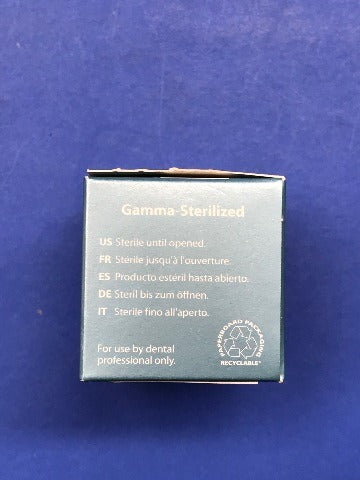 Gamma-Sterilized
US Sterile until opened.
FR Stérile jusqu'à l'ouverture.
ES Producto estéril hasta abierto.
DE Steril bis zum öffnen.
IT Sterile fino all'aperto.
For use by dental
professional only.
PAPERBOARD PACKAGING
RECYCLABLE*